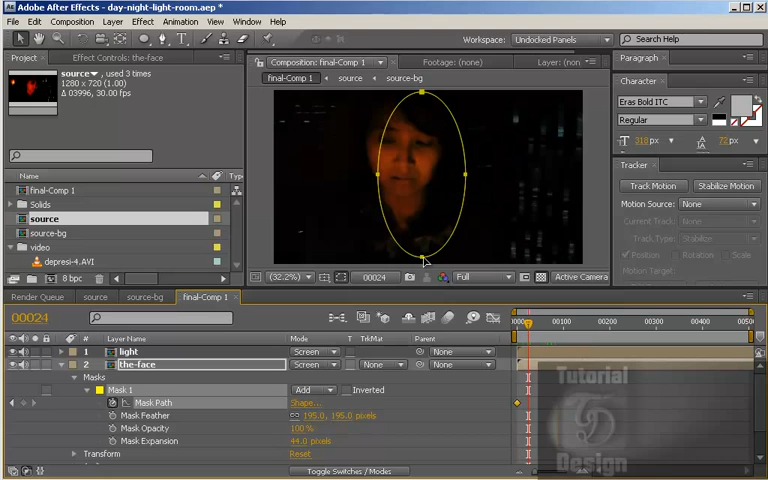 Adobe After Effects - day-night-light-room.aep *
File Edit Composition Layer Effect Animation View Window Help
Workspace: Undocked Panels Search Help
Project Effect Controls: the-face Composition: final-Comp 1 Footage: (none) Layer: (non Paragraph
final-Comp 1 source source-bg
source , used 3 times
1280 x 720 (1.00)
Δ 03996, 30.00 fps
Character
Eras Bold ITC
Regular
310 px 72 px
Tracker
Track Motion Stabilize Motion
Motion Source: None
Current Track:
Track Type: Stabilize
Position Rotation Scale
Motion Target:
Name
final-Comp 1
Solids
source
source-bg
video
depresi-4.AVI
8 bpc
(32.2%) 00024 Full Active Camera
Render Queue source source-bg final-Comp 1
00024
0000 00100 00200 00300 00400 0050
# Layer Name Mode T TrkMat Parent
1 light Screen None
2 the-face Screen None None
Masks
Mask 1 Add Inverted
Mask Path Shape...
Mask Feather 195.0, 195.0 pixels
Mask Opacity 100%
Mask Expansion 44.0 pixels
Transform Reset
Toggle Switches / Modes
Tutorial
Design